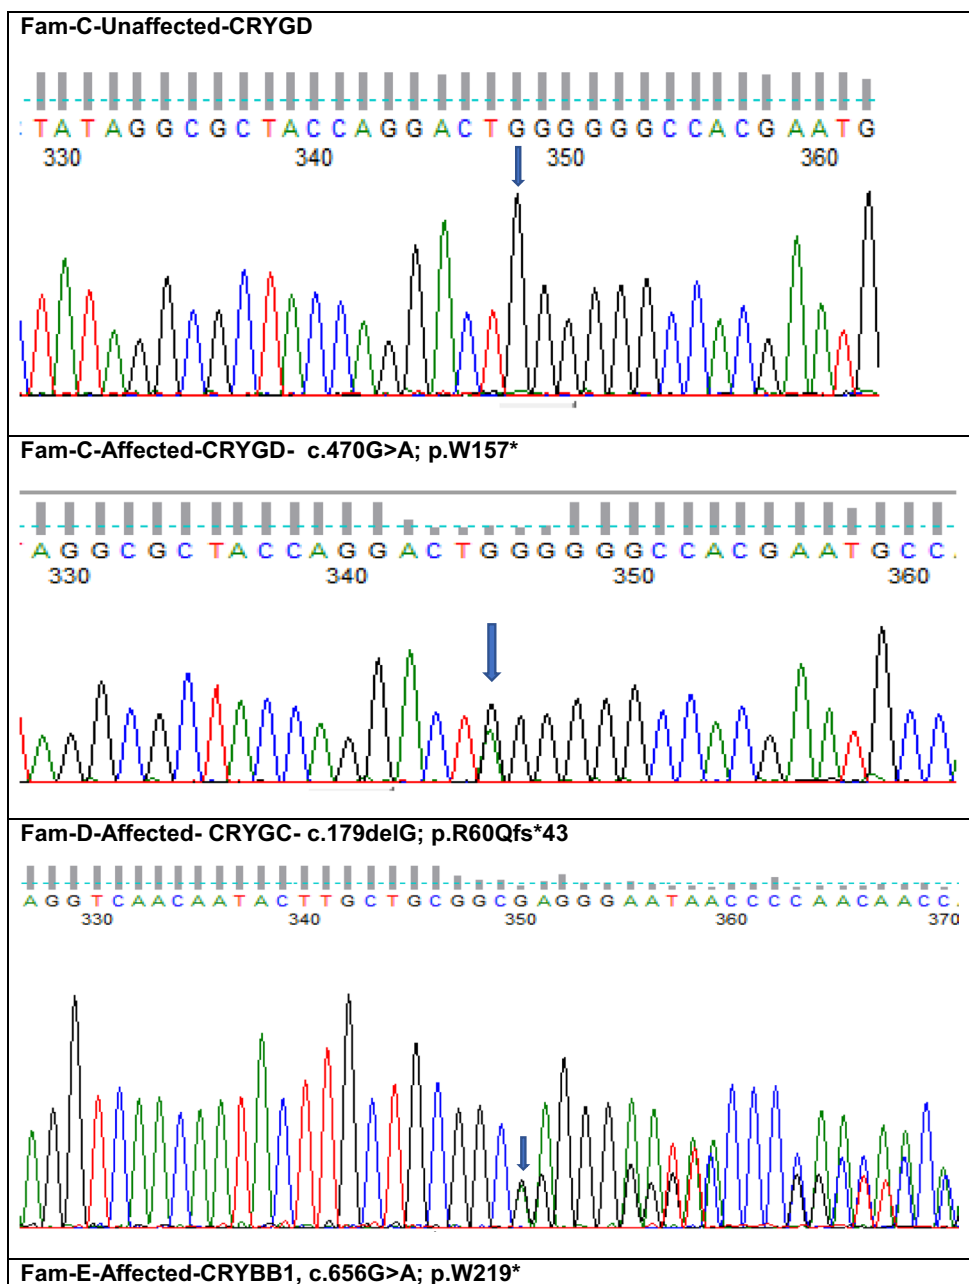 Fam-C-Unaffected-CRYGD
TATAGGCGCTACCAGGACTGGGGGGCCACGAATG
330 340 350 360
Fam-C-Affected-CRYGD- c.470G>A; p.W157*
AGGCGCTACCAGGACTGGGGGGCCACGAATGCC
330 340 350 360
Fam-D-Affected- CRYGC- c.179delG; p.R60Qfs*43
AGGTCAACAATACTTGCTGCGGCGAGGGAATAACCCCAACAACCA
330 340 350 360 370
Fam-E-Affected-CRYBB1, c.656G>A; p.W219*